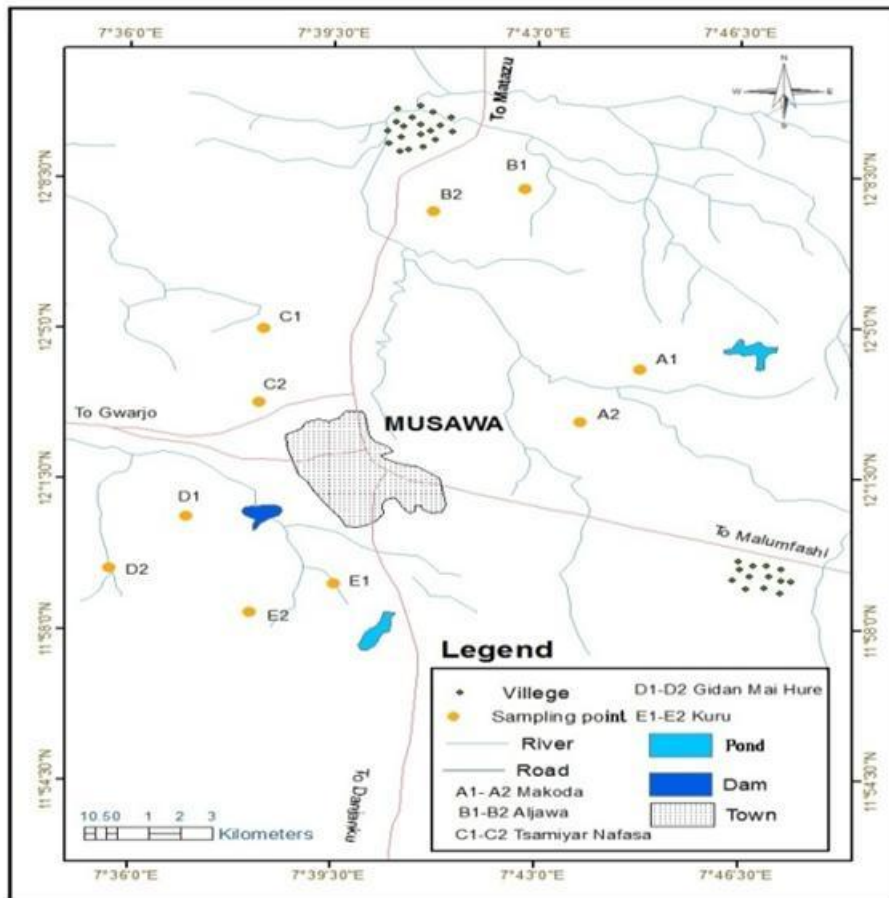 7°36'0"E 7°39'30"E 7°43'0"E 7°46'30"E
N
W E
S
To Matazu
12°8'30"N 12°8'30"N
B1
B2
12°5'0"N 12°5'0"N
C1
A1
C2
To Gwarjo
A2
MUSAWA
12°1'30"N 12°1'30"N
D1
To Malumfashi
D2
E1
E2
11°58'0"N 11°58'0"N
Legend
Villege
D1-D2 Gidan Mai Hure
Sampling point
E1-E2 Kuru
River
Pond
Road
Dam
A1- A2 Makoda
B1-B2 Aljawa
Town
C1-C2 Tsamiyar Nafasa
11°54'30"N 11°54'30"N
To Danjanku
10.50 1 2 3
Kilometers
7°36'0"E 7°39'30"E 7°43'0"E 7°46'30"E